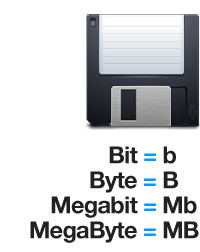 Bit = b
Byte = B
Megabit = Mb
MegaByte = MB